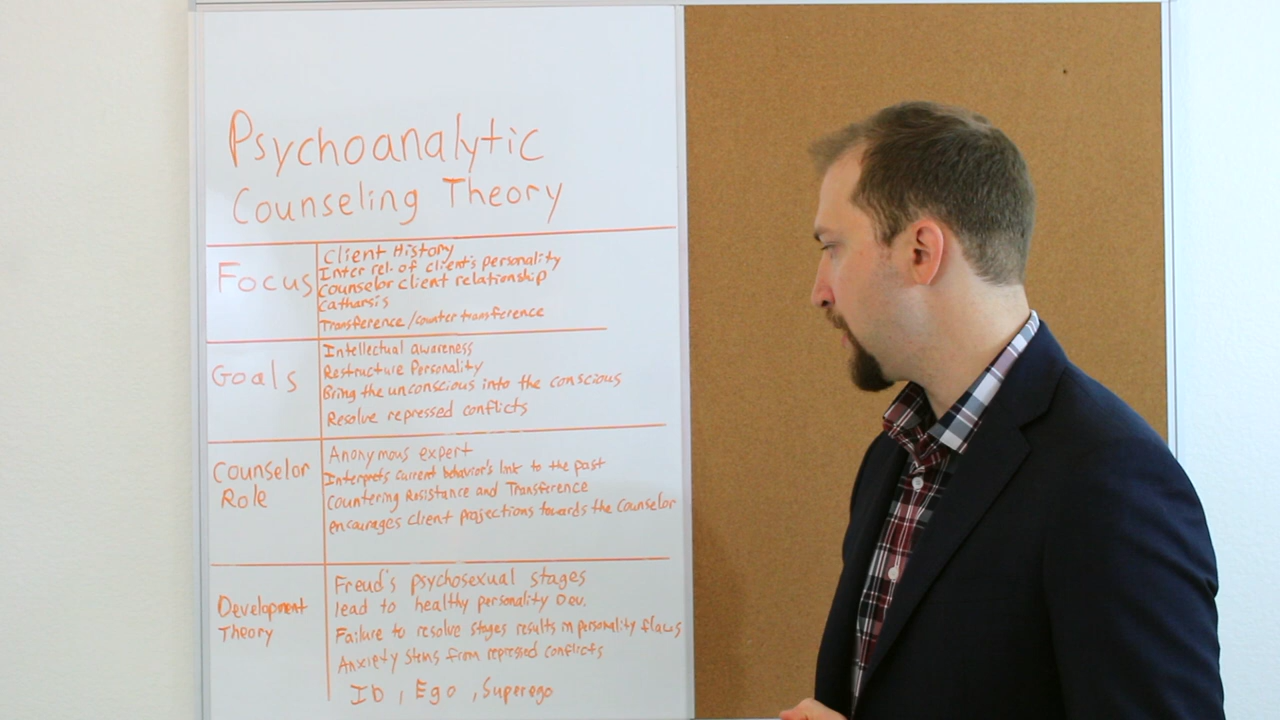 Psychoanalytic
Counseling Theory
Focus
Client History
Inter rel. of client's personality
Counselor client relationship
Catharsis
Transference/counter transference
Goals
Intellectual awareness
Restructure Personality
Bring the unconscious into the conscious
Resolve repressed conflicts
Counselor
Role
Anonymous expert
Interprets current behavior's link to the past
Countering Resistance and Transference
encourages client projections towards the Counselor
Development
Theory
Freud's psychosexual stages
lead to healthy personality Dev.
Failure to resolve stages results in personality flaws
Anxiety Stems from repressed conflicts
ID, Ego, Superego